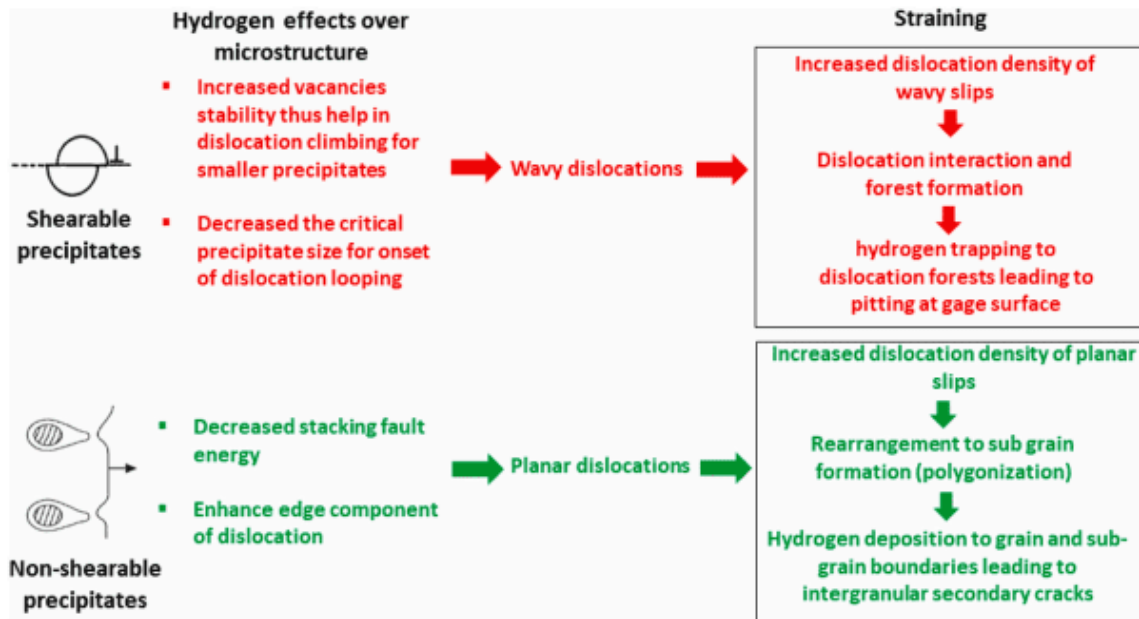 Hydrogen effects over
microstructure
Straining
Shearable
precipitates
▪ Increased vacancies
stability thus help in
dislocation climbing for
smaller precipitates
▪ Decreased the critical
precipitate size for onset
of dislocation looping
Wavy dislocations
Increased dislocation density of
wavy slips
Dislocation interaction and
forest formation
hydrogen trapping to
dislocation forests leading to
pitting at gage surface
Non-shearable
precipitates
▪ Decreased stacking fault
energy
▪ Enhance edge component
of dislocation
Planar dislocations
Increased dislocation density of planar
slips
Rearrangement to sub grain
formation (polygonization)
Hydrogen deposition to grain and sub-
grain boundaries leading to
intergranular secondary cracks